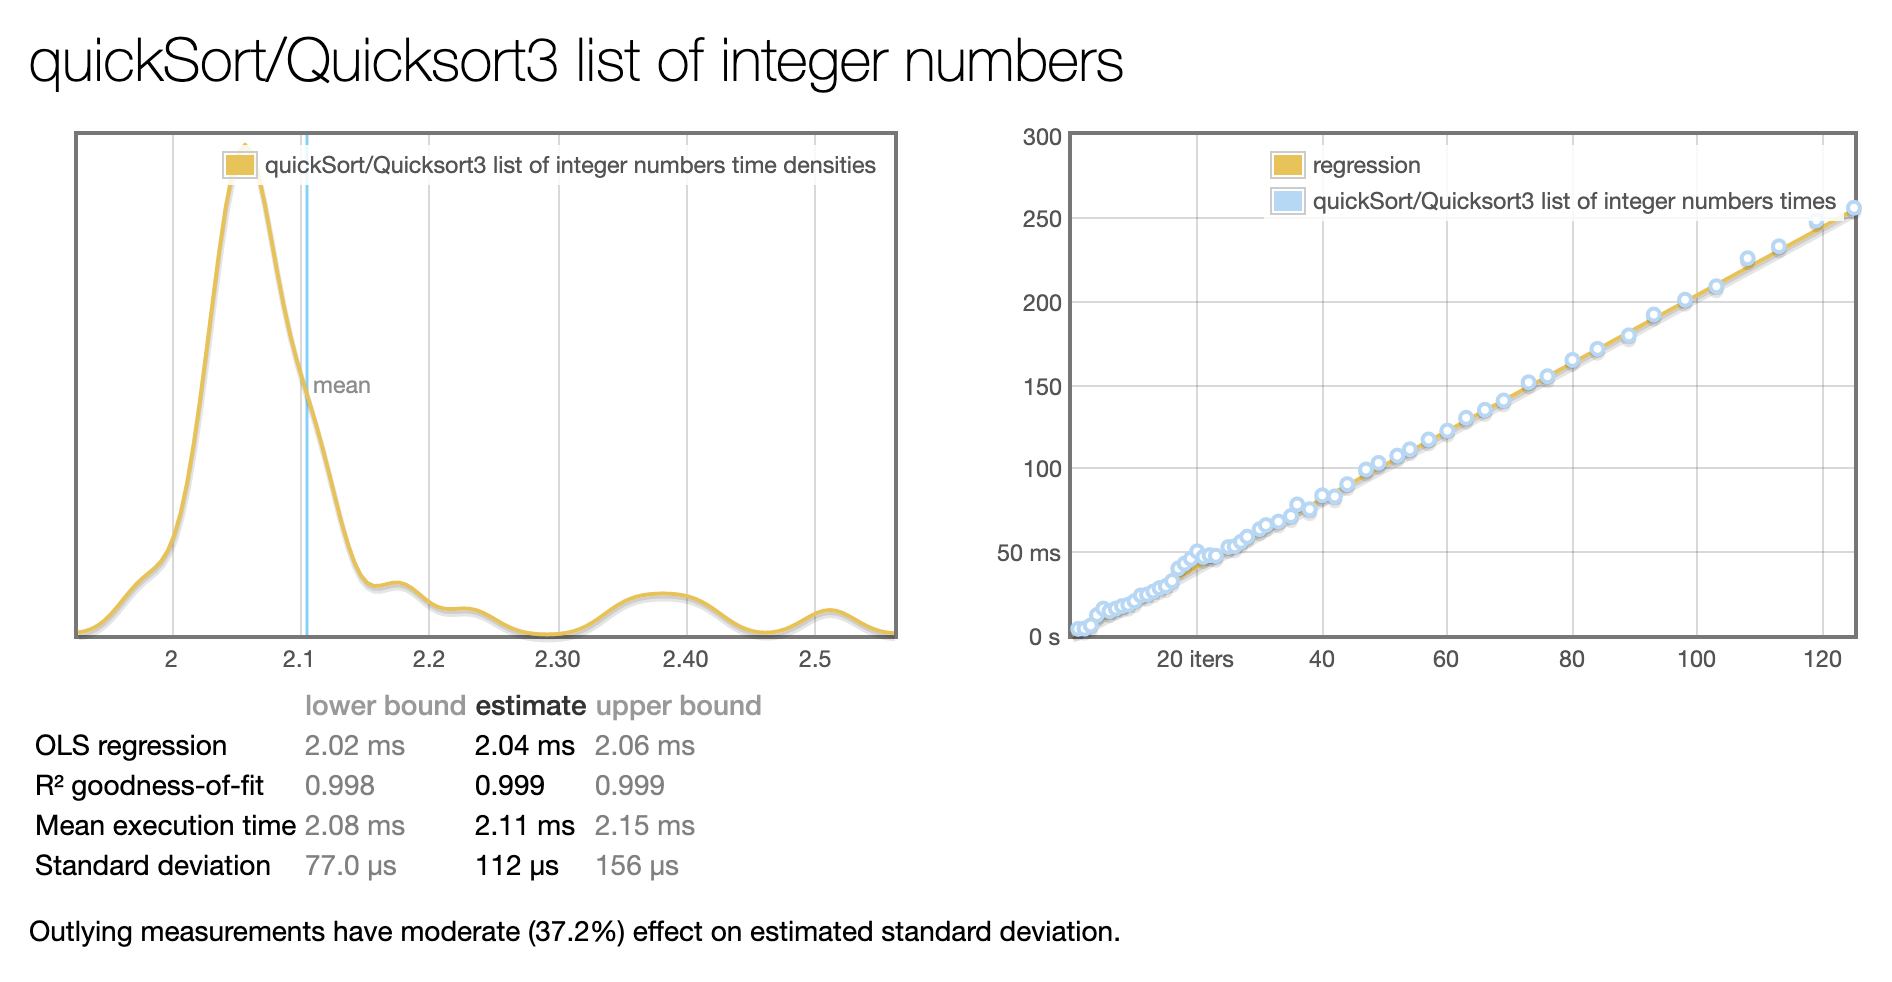 quickSort/Quicksort3 list of integer numbers
quickSort/Quicksort3 list of integer numbers time densities
mean
2 2.1 2.2 2.30 2.40 2.5
300
250
200
150
100
50 ms
0 s
regression
quickSort/Quicksort3 list of integer numbers times
20 iters 40 60 80 100 120
lower bound estimate upper bound
OLS regression 2.02 ms 2.04 ms 2.06 ms
R² goodness-of-fit 0.998 0.999 0.999
Mean execution time 2.08 ms 2.11 ms 2.15 ms
Standard deviation 77.0 μs 112 μs 156 μs
Outlying measurements have moderate (37.2%) effect on estimated standard deviation.